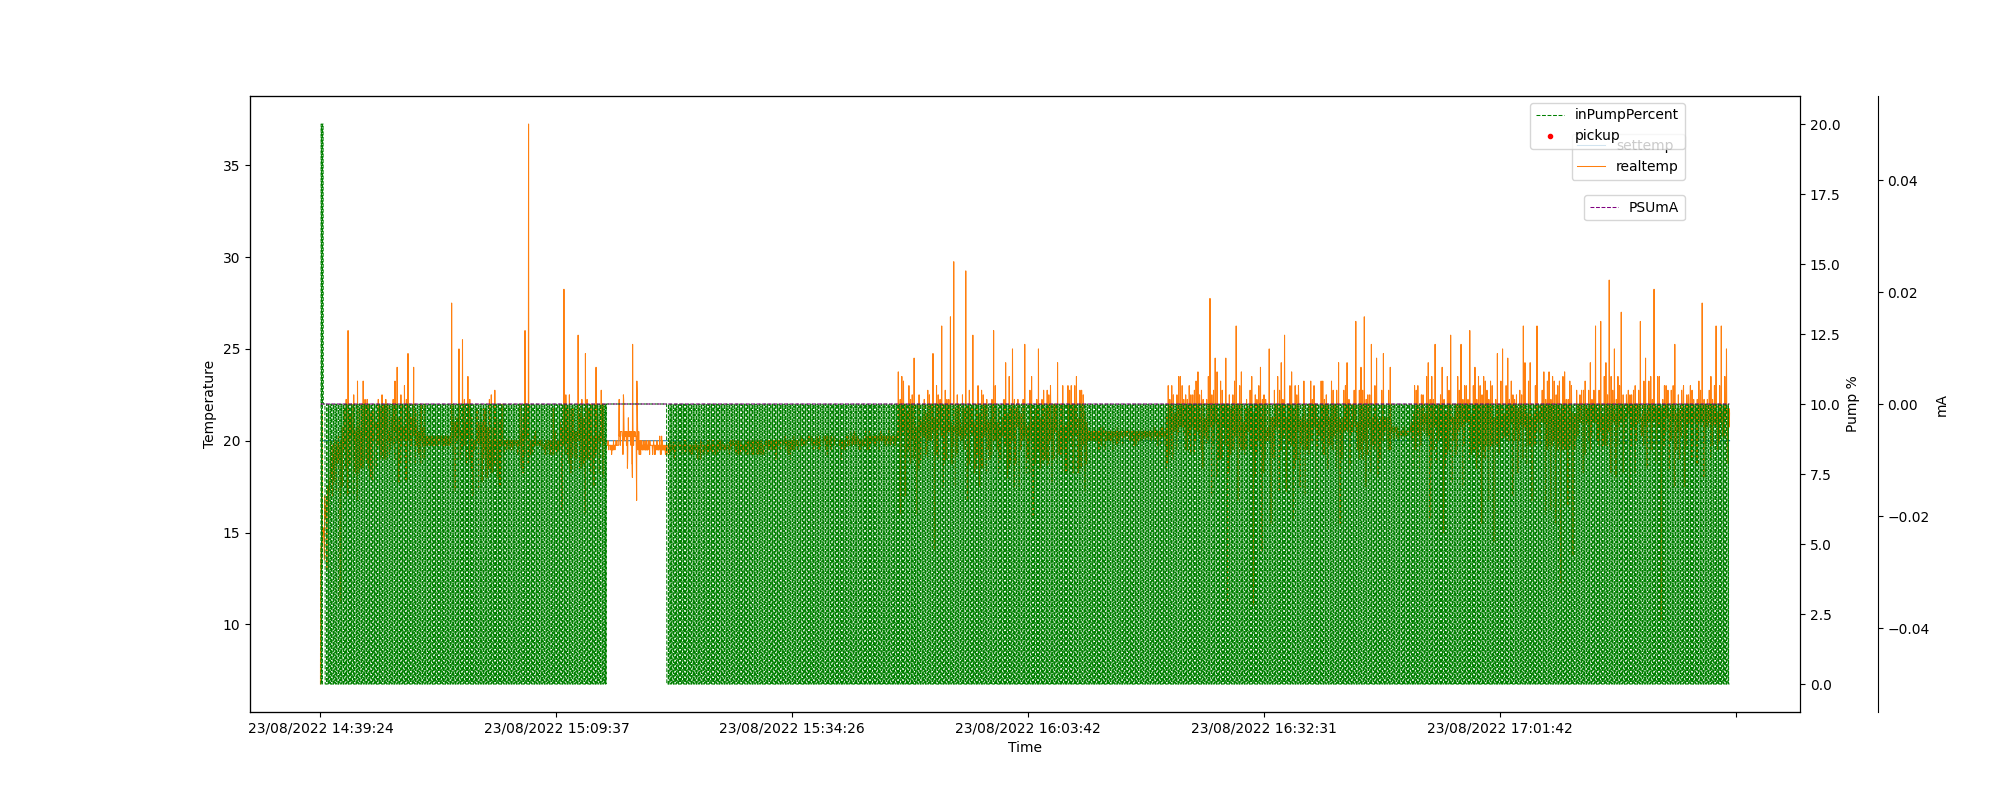 inPumpPercent
pickup
settemp
realtemp
PSUmA
35
30
25
20
15
10
Temperature
20.0
17.5
15.0
12.5
10.0
7.5
5.0
2.5
0.0
Pump %
0.04
0.02
0.00
−0.02
−0.04
mA
23/08/2022 14:39:24
23/08/2022 15:09:37
23/08/2022 15:34:26
23/08/2022 16:03:42
23/08/2022 16:32:31
23/08/2022 17:01:42
Time